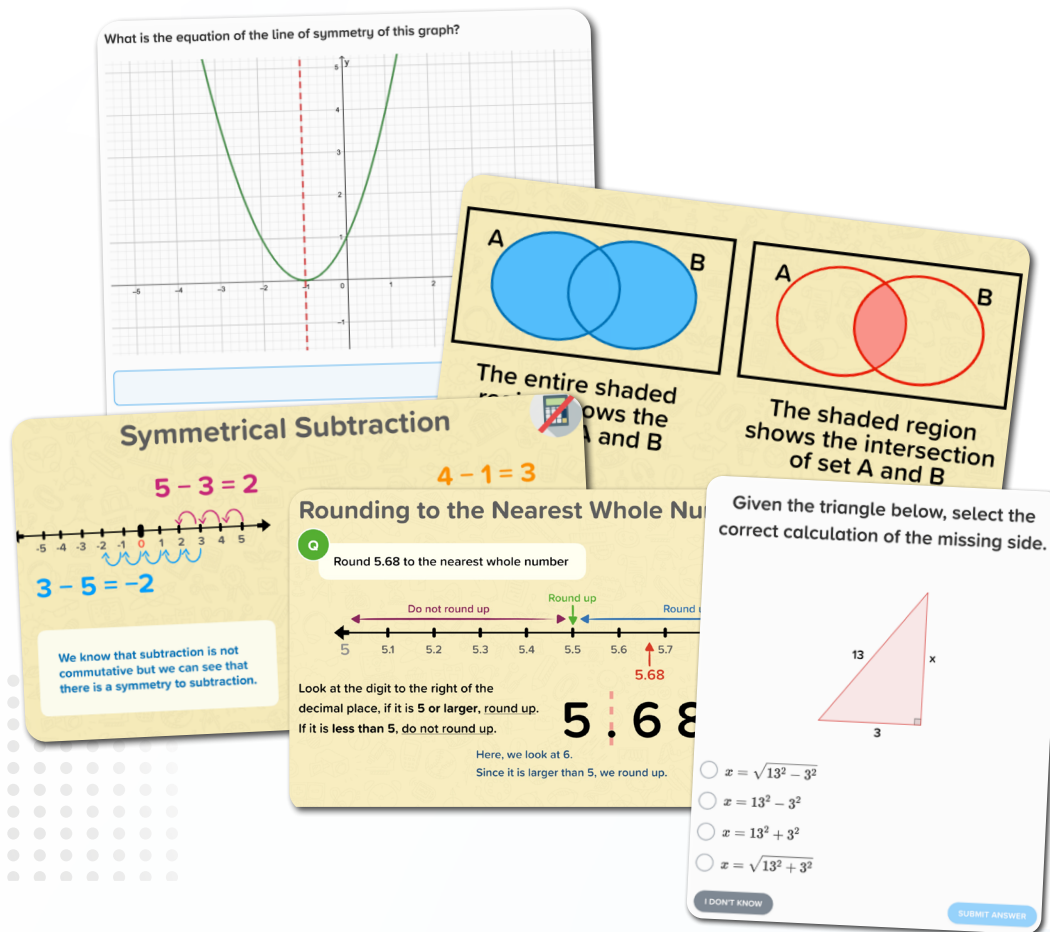 What is the equation of the line of symmetry of this graph?
y
5
4
3
2
1
-5 -4 -3 -2 -1 0 1 2
-1
A B
The entire shaded
ows the
A and B
A B
The shaded region
shows the intersection
of set A and B
Symmetrical Subtraction
5 − 3 = 2
4 − 1 = 3
-5 -4 -3 -2 -1 0 1 2 3 4 5
3 − 5 = −2
We know that subtraction is not
commutative but we can see that
there is a symmetry to subtraction.
Rounding to the Nearest Whole Nu
Q
Round 5.68 to the nearest whole number
Round up
Do not round up
Round
5 5.1 5.2 5.3 5.4 5.5 5.6 5.7
5.68
Look at the digit to the right of the
decimal place, if it is 5 or larger, round up.
If it is less than 5, do not round up.
5.68
Here, we look at 6.
Since it is larger than 5, we round up.
Given the triangle below, select the
correct calculation of the missing side.
13
x
3
x = √(13² − 3²)
x = 13² − 3²
x = 13² + 3²
x = √(13² + 3²)
I DON'T KNOW
SUBMIT ANSWER